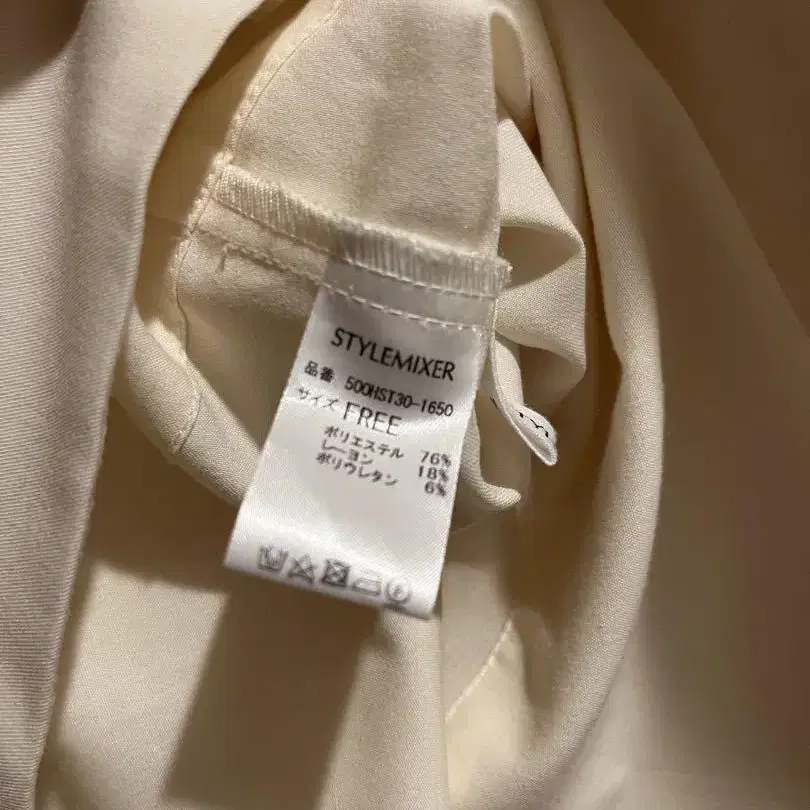 STYLEMIXER
品番 500HST30-1650
サイズ FREE
ポリエステル 76%
レーヨン 18%
ポリウレタン 6%